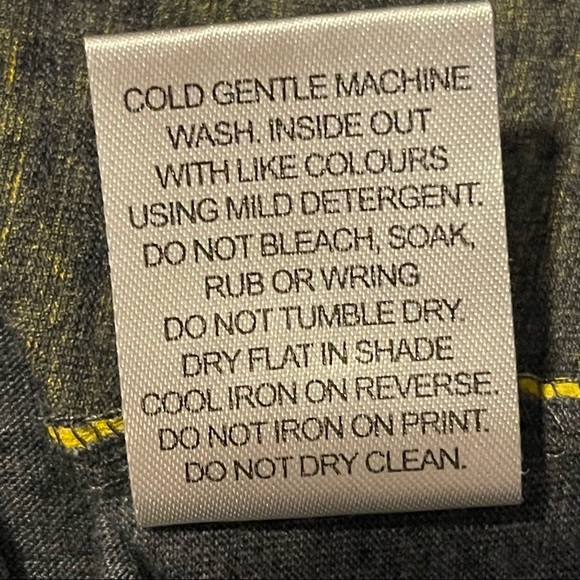 COLD GENTLE MACHINE
WASH. INSIDE OUT
WITH LIKE COLOURS
USING MILD DETERGENT.
DO NOT BLEACH, SOAK,
RUB OR WRING
DO NOT TUMBLE DRY.
DRY FLAT IN SHADE
COOL IRON ON REVERSE.
DO NOT IRON ON PRINT.
DO NOT DRY CLEAN.